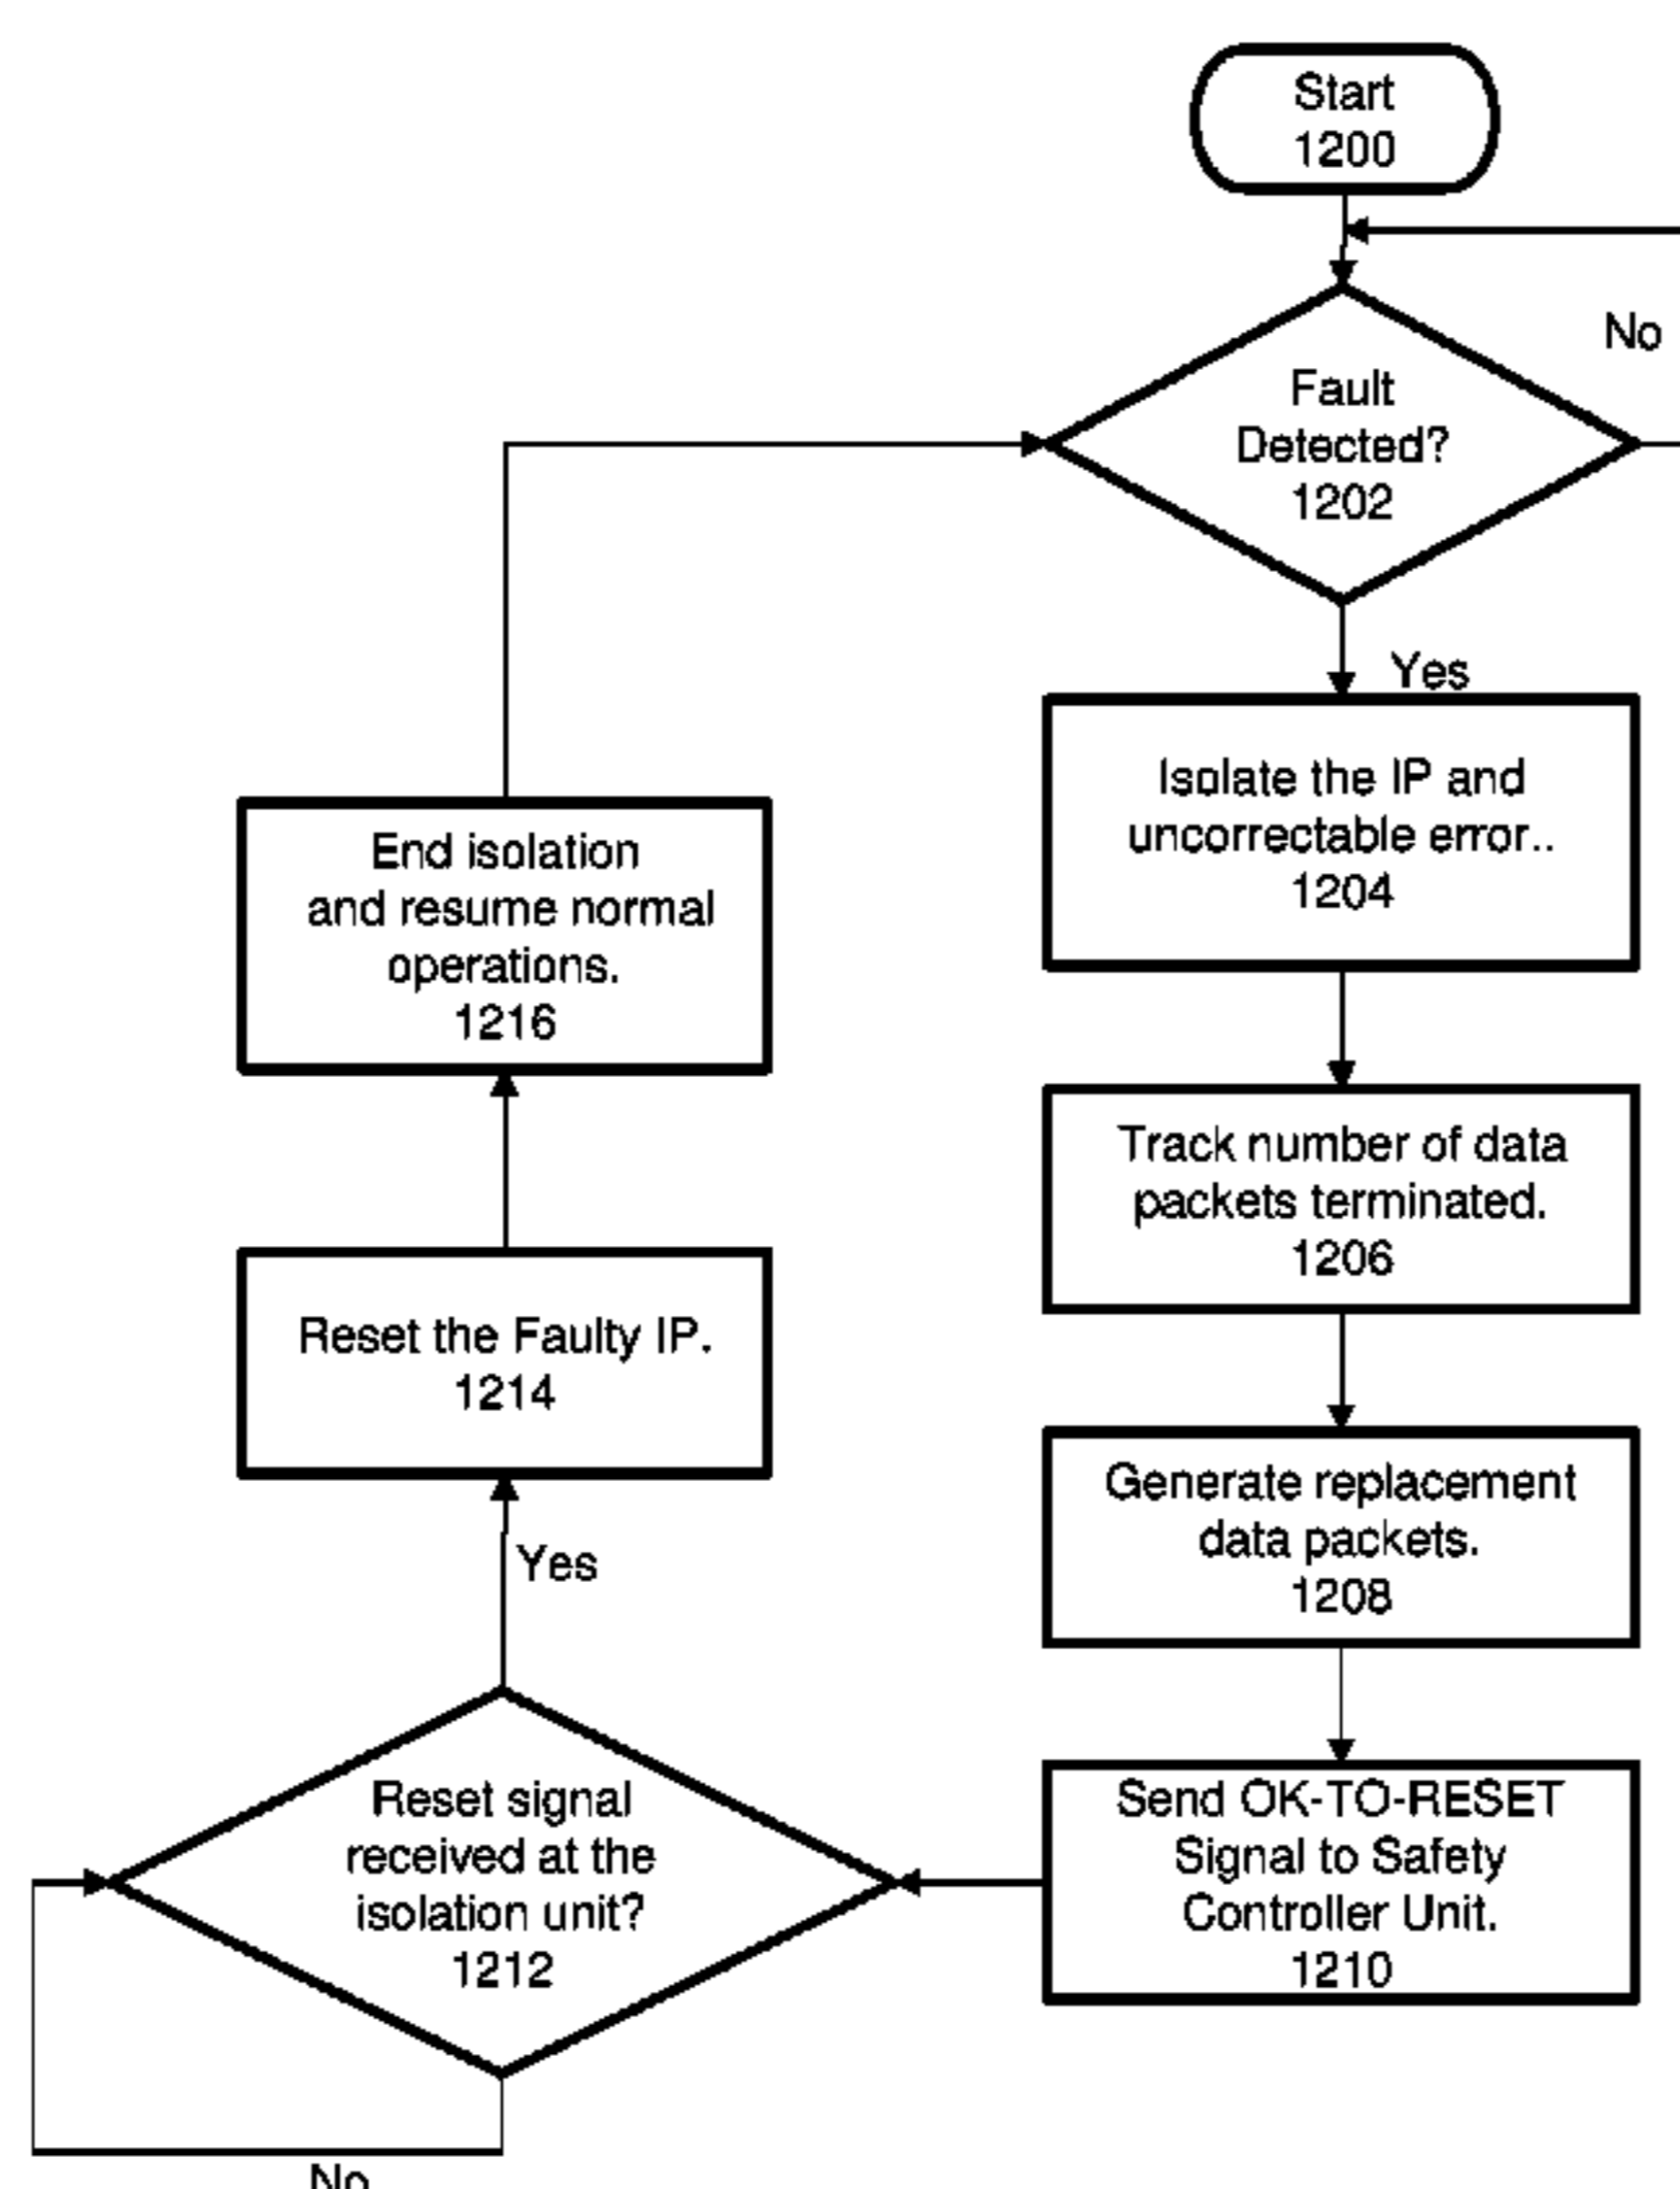 Start
1200
No
Fault
Detected?
1202
Yes
Isolate the IP and
uncorrectable error..
1204
Track number of data
packets terminated.
1206
Generate replacement
data packets.
1208
Send OK-TO-RESET
Signal to Safety
Controller Unit.
1210
Reset signal
received at the
isolation unit?
1212
No
Yes
Reset the Faulty IP.
1214
End isolation
and resume normal
operations.
1216